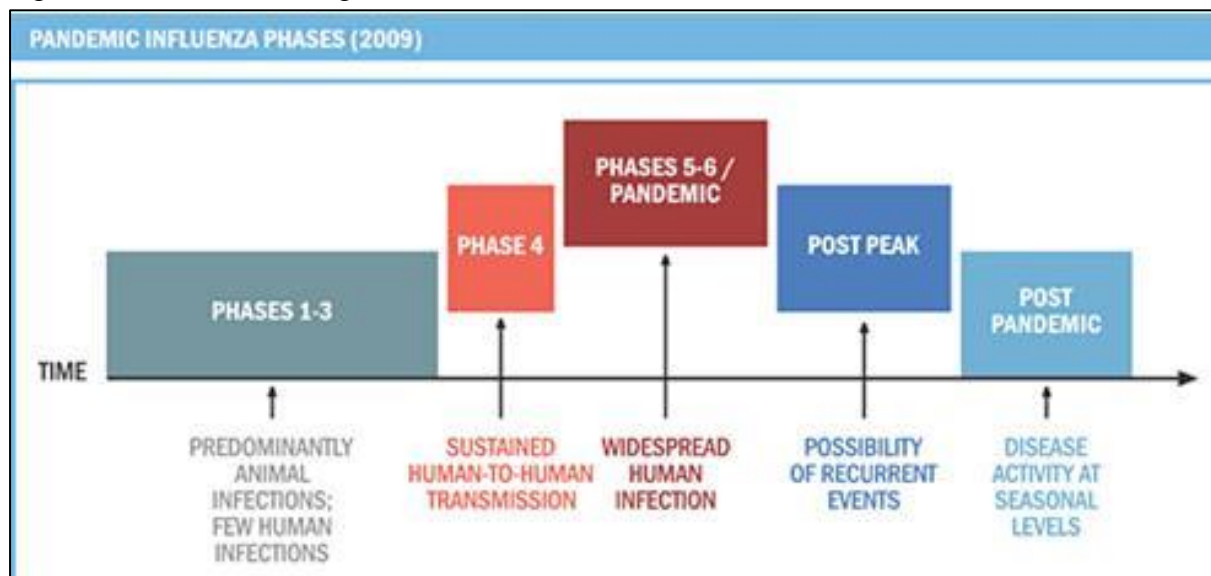 PANDEMIC INFLUENZA PHASES (2009)
PHASES 5-6 /
PANDEMIC
PHASE 4
POST PEAK
PHASES 1-3
POST
PANDEMIC
TIME
PREDOMINANTLY
ANIMAL
INFECTIONS;
FEW HUMAN
INFECTIONS
SUSTAINED
HUMAN-TO-HUMAN
TRANSMISSION
WIDESPREAD
HUMAN
INFECTION
POSSIBILITY
OF RECURRENT
EVENTS
DISEASE
ACTIVITY AT
SEASONAL
LEVELS